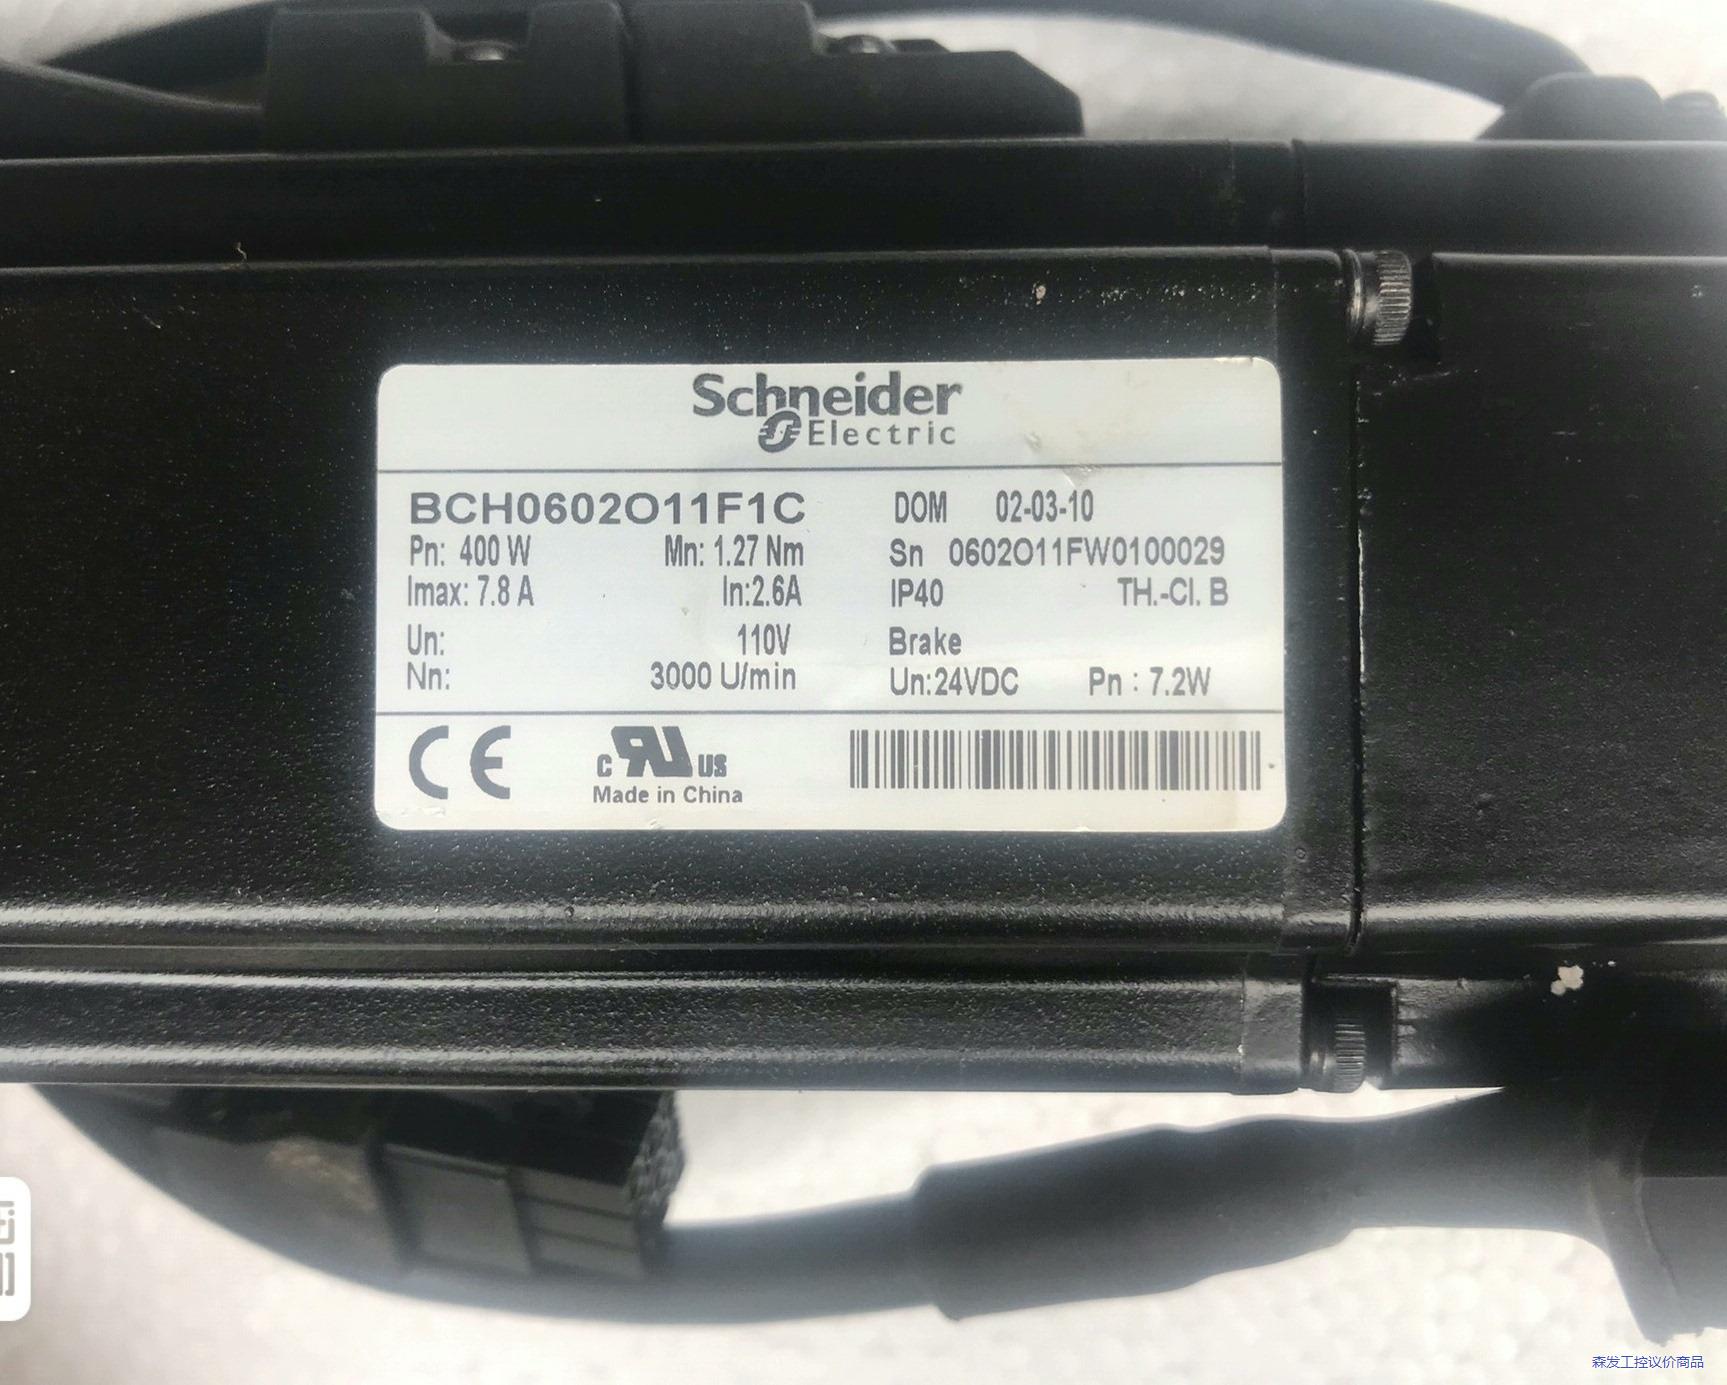 Schneider
Electric
BCH0602O11F1C
Pn: 400 W Mn: 1.27 Nm
Imax: 7.8 A In:2.6A
Un: 110V
Nn: 3000 U/min
DOM 02-03-10
Sn 0602O11FW0100029
IP40 TH.-Cl. B
Brake
Un:24VDC Pn : 7.2W
CE
c RU US
Made in China
森发工控议价商品